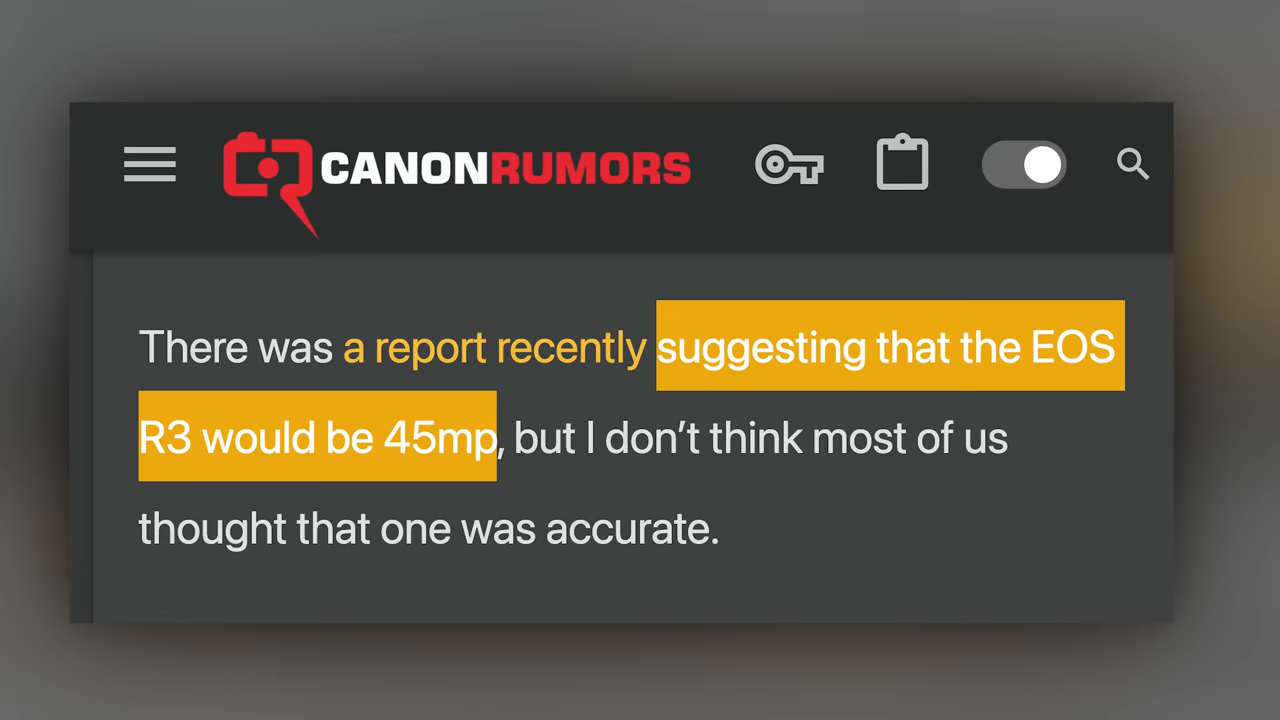 CANONRUMORS
There was a report recently suggesting that the EOS
R3 would be 45mp, but I don’t think most of us
thought that one was accurate.